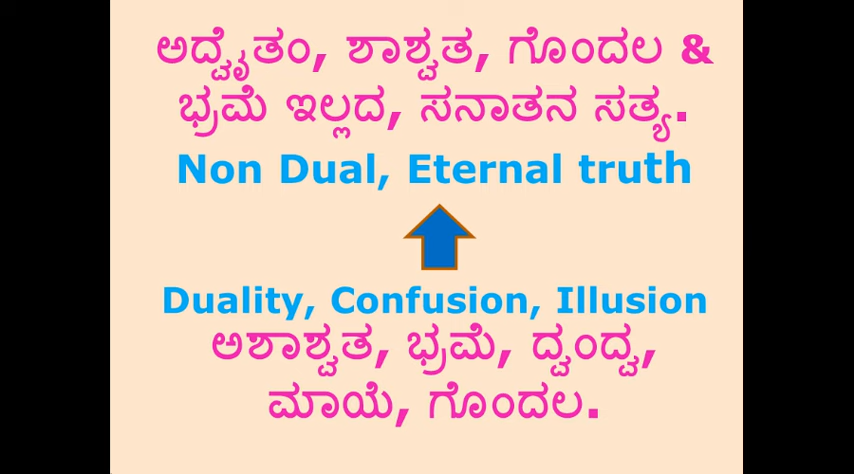 ಅದ್ವೈತಂ, ಶಾಶ್ವತ, ಗೊಂದಲ &
ಭ್ರಮೆ ಇಲ್ಲದ, ಸನಾತನ ಸತ್ಯ.
Non Dual, Eternal truth
Duality, Confusion, Illusion
ಅಶಾಶ್ವತ, ಭ್ರಮೆ, ದ್ವಂದ್ವ,
ಮಾಯೆ, ಗೊಂದಲ.